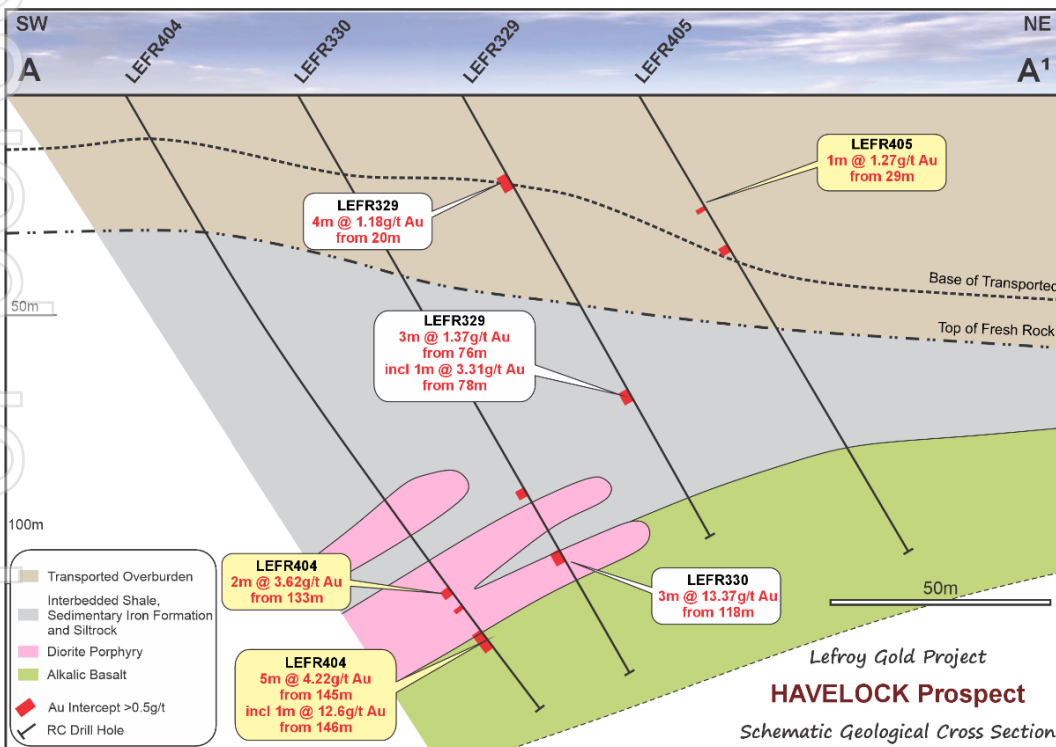 SW
NE
A
A¹
LEFR404
LEFR330
LEFR329
LEFR405
LEFR405
1m @ 1.27g/t Au
from 29m
LEFR329
4m @ 1.18g/t Au
from 20m
Base of Transported
Top of Fresh Rock
50m
LEFR329
3m @ 1.37g/t Au
from 76m
incl 1m @ 3.31g/t Au
from 78m
100m
LEFR404
2m @ 3.62g/t Au
from 133m
LEFR330
3m @ 13.37g/t Au
from 118m
LEFR404
5m @ 4.22g/t Au
from 145m
incl 1m @ 12.6g/t Au
from 146m
Transported Overburden
Interbedded Shale,
Sedimentary Iron Formation
and Siltrock
Diorite Porphyry
Alkalic Basalt
Au Intercept >0.5g/t
RC Drill Hole
50m
Lefroy Gold Project
HAVELOCK Prospect
Schematic Geological Cross Section